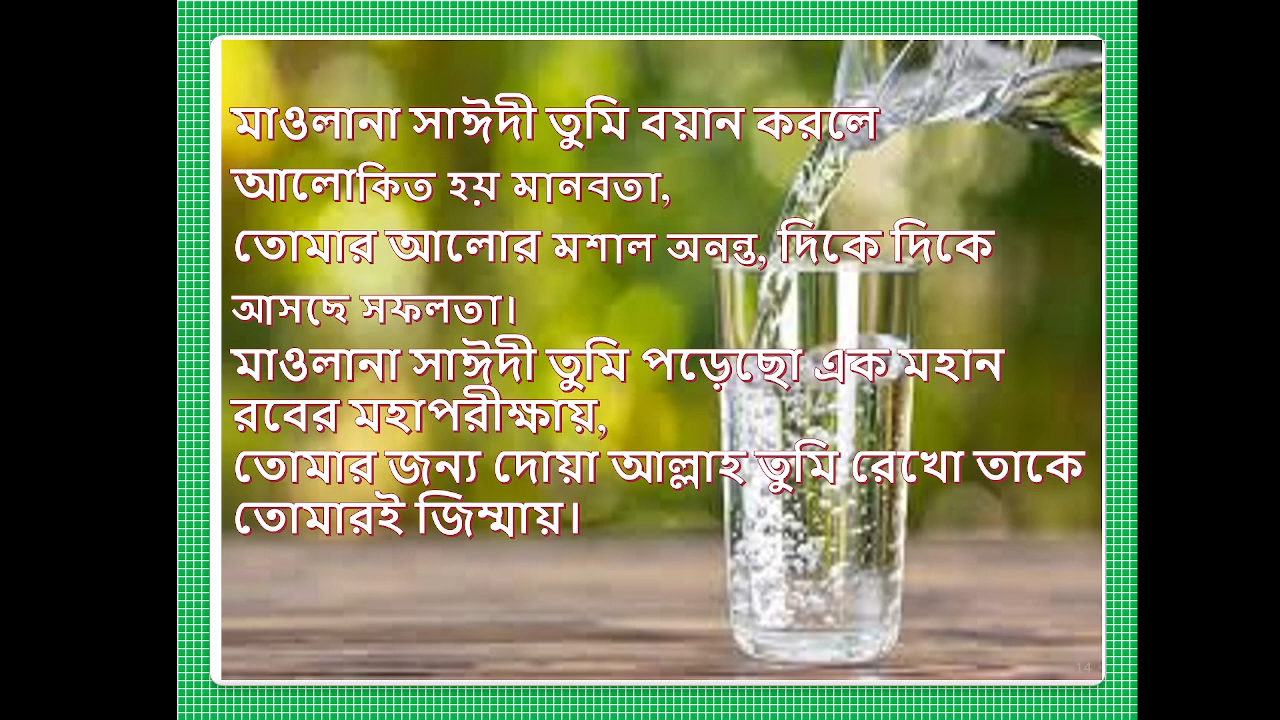 মাওলানা সাঈদী তুমি বয়ান করলে
আলোকিত হয় মানবতা,
তোমার আলোর মশাল অনন্ত, দিকে দিকে
আসছে সফলতা।
মাওলানা সাঈদী তুমি পড়েছো এক মহান
রবের মহাপরীক্ষায়,
তোমার জন্য দোয়া আল্লাহ তুমি রেখো তাকে
তোমারই জিম্মায়।
14